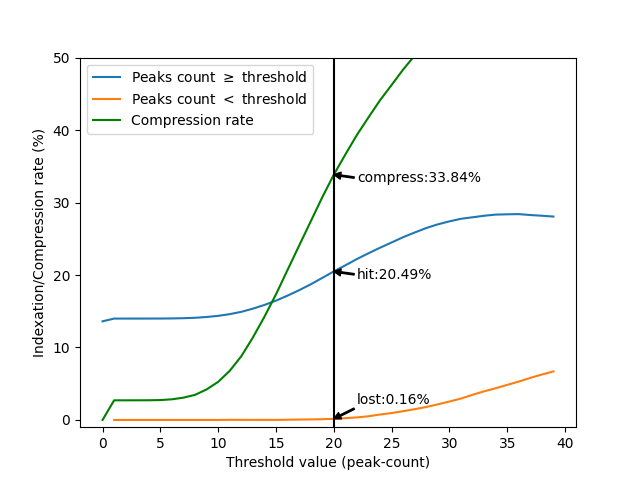 50
40
30
20
10
0
Indexation/Compression rate (%)
Peaks count ≥ threshold
Peaks count < threshold
Compression rate
compress:33.84%
hit:20.49%
lost:0.16%
0 5 10 15 20 25 30 35 40
Threshold value (peak-count)